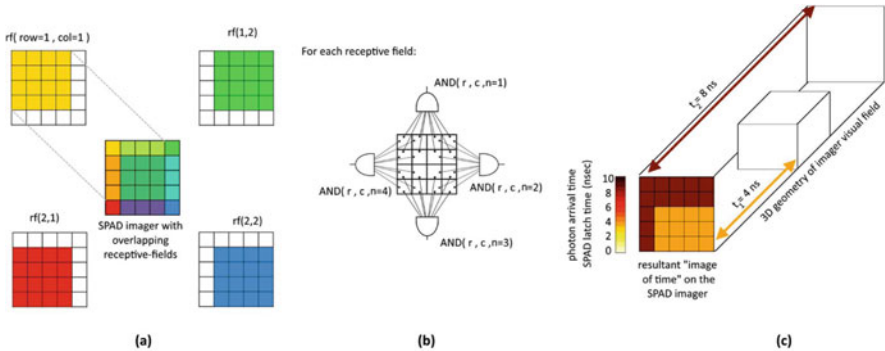 rf( row=1 , col=1 )
rf(1,2)
rf(2,1)
rf(2,2)
SPAD imager with
overlapping
receptive-fields
(a)
For each receptive field:
AND( r , c ,n=1)
AND( r , c ,n=4)
AND( r , c ,n=2)
AND( r , c ,n=3)
(b)
t₂= 8 ns
t₁= 4 ns
3D geometry of imager visual field
photon arrival time
SPAD latch time (nsec)
10
8
6
4
2
0
resultant "image
of time" on the
SPAD imager
(c)